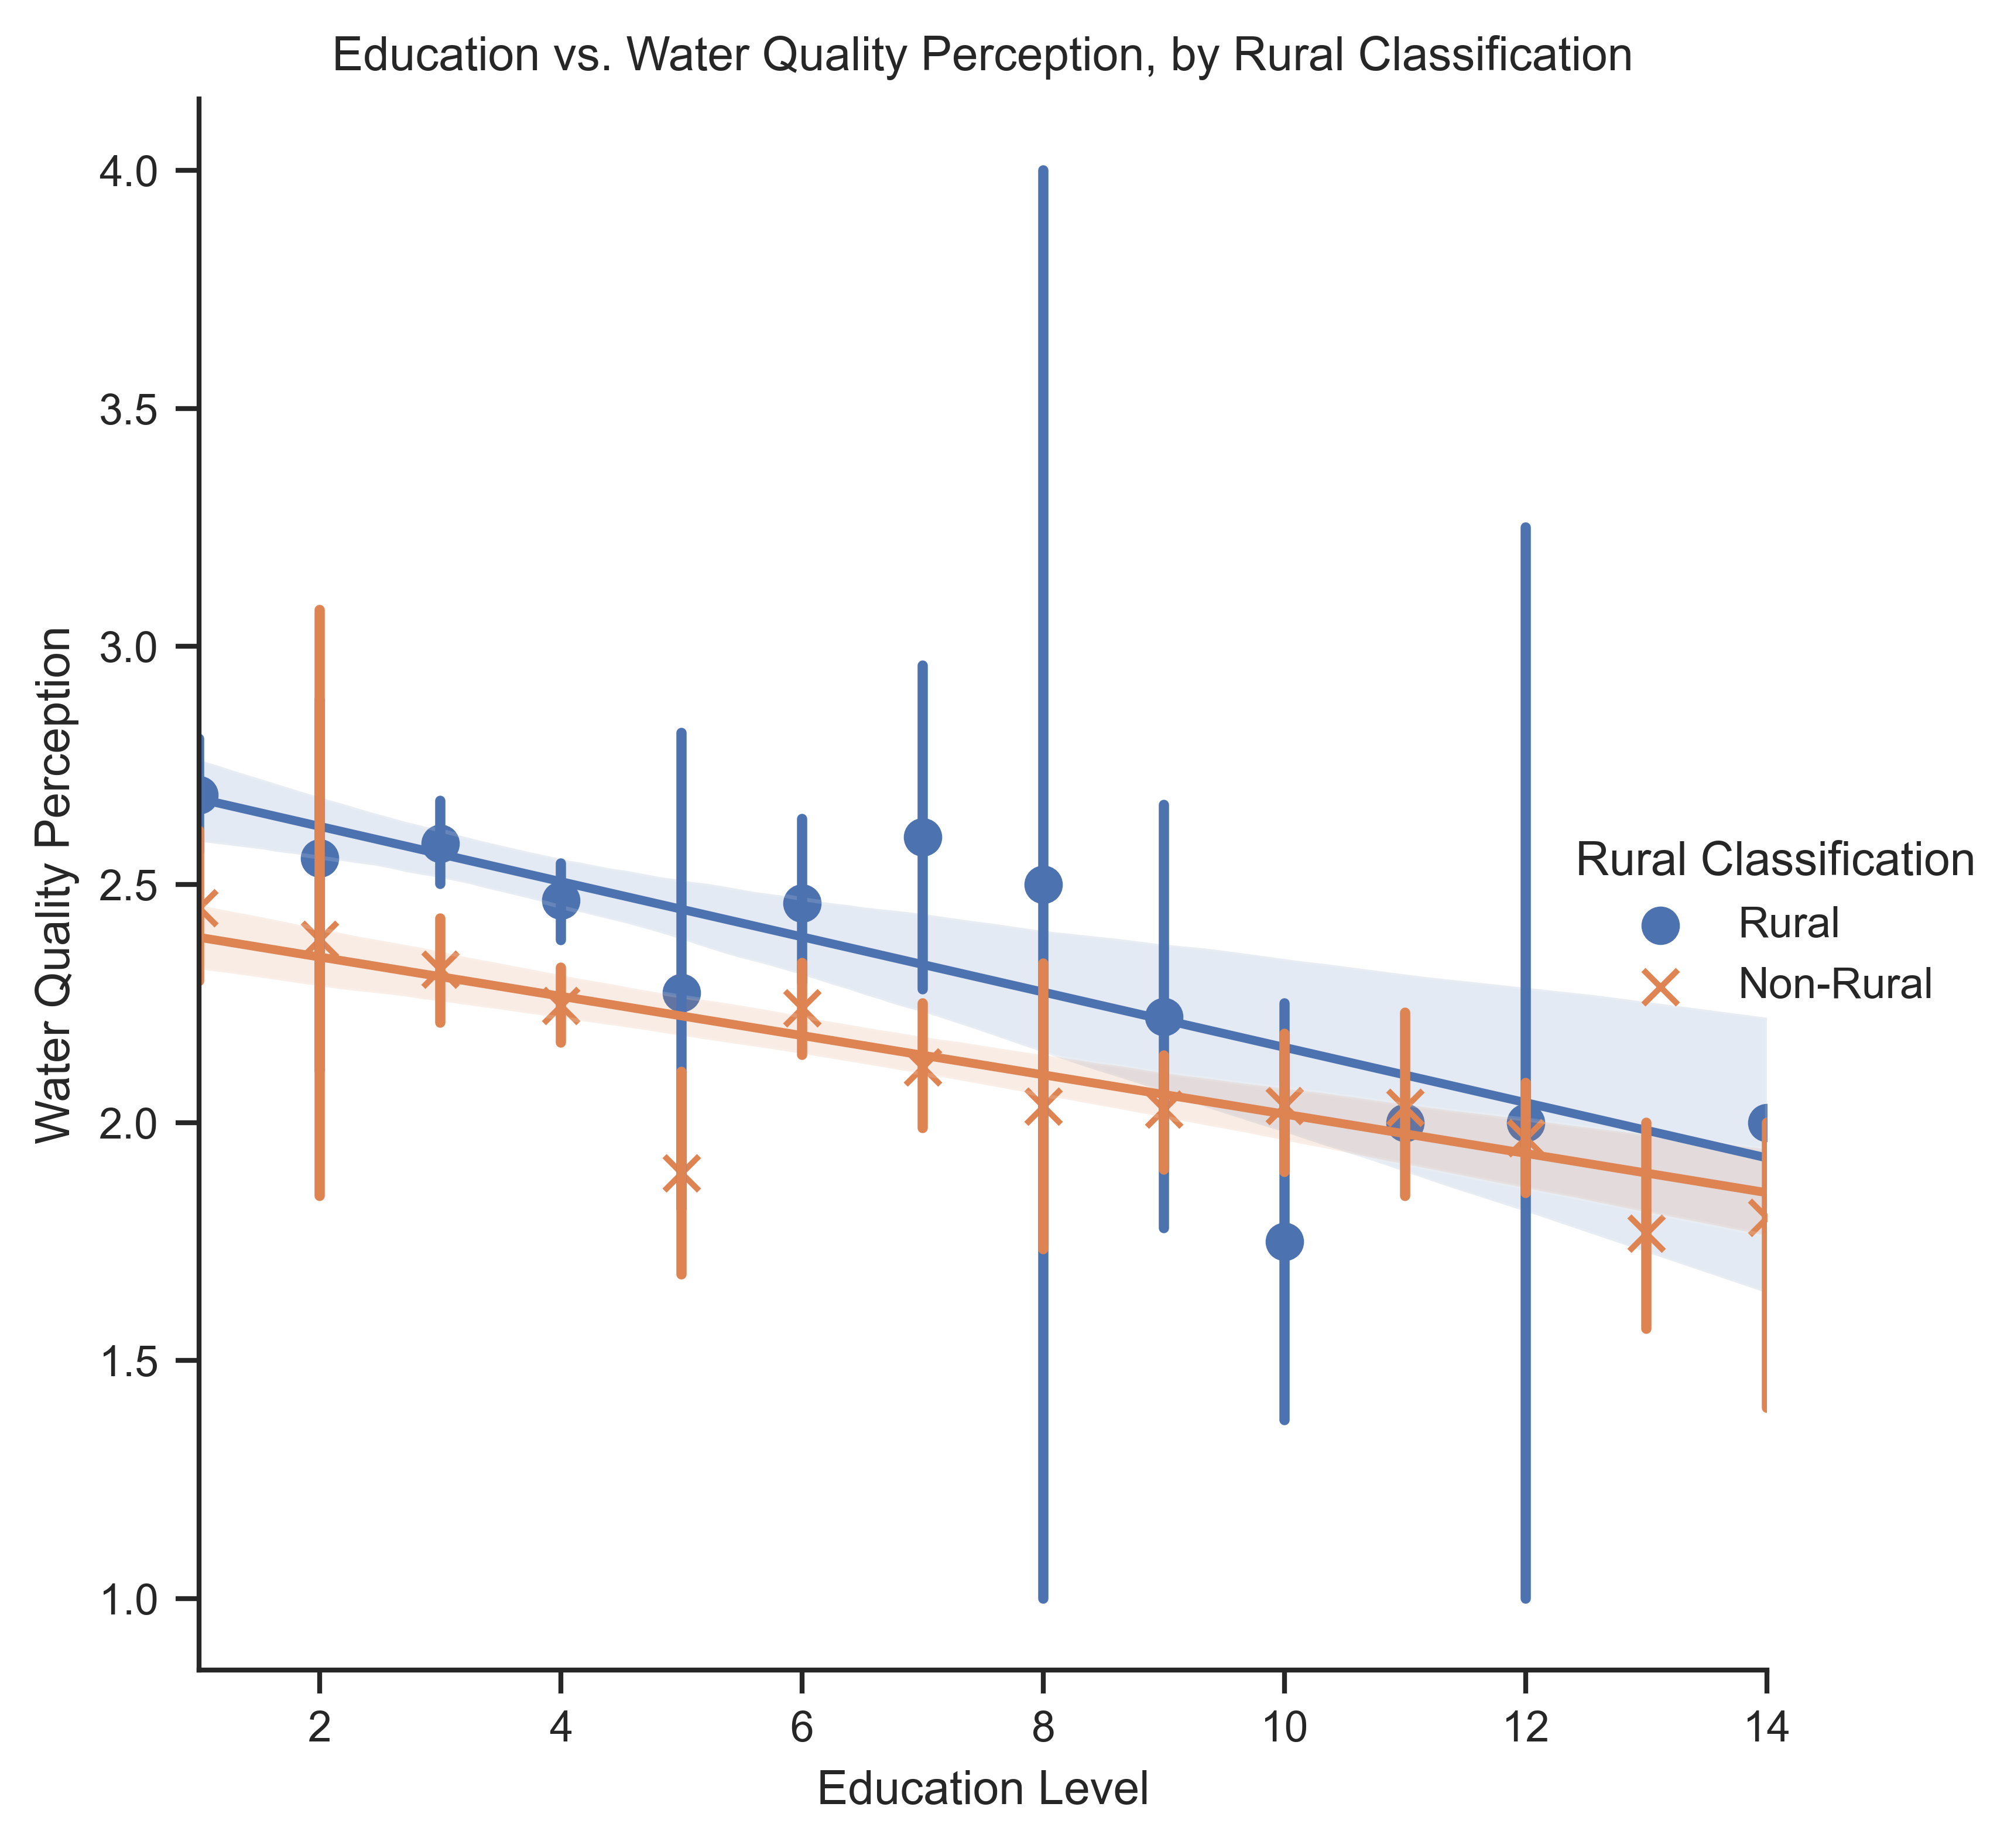 Education vs. Water Quality Perception, by Rural Classification
4.0
3.5
3.0
2.5
2.0
1.5
1.0
Water Quality Perception
Rural Classification
Rural
Non-Rural
2 4 6 8 10 12 14
Education Level